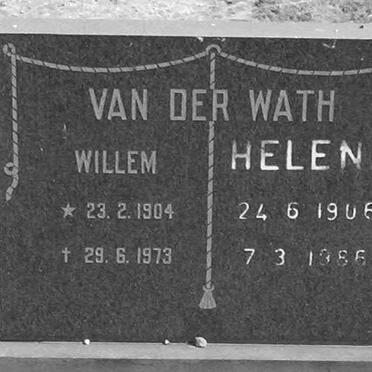 VAN DER WATH
WILLEM
★ 23.2.1904
† 29.6.1973
HELEN
24 6 1906
7 3 1986